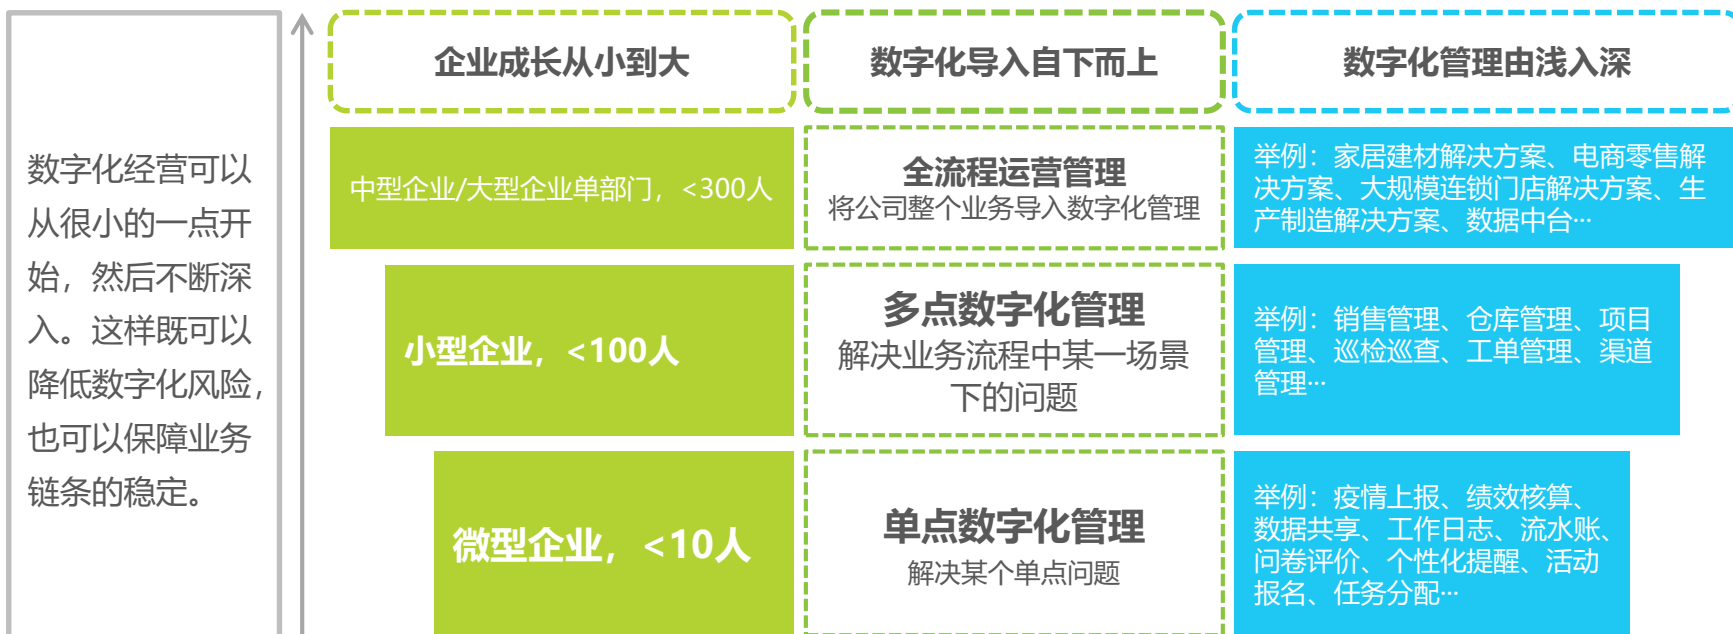 数字化经营可以
从很小的一点开
始，然后不断深
入。这样既可以
降低数字化风险，
也可以保障业务
链条的稳定。
企业成长从小到大
数字化导入自下而上
数字化管理由浅入深
中型企业/大型企业单部门，<300人
全流程运营管理
将公司整个业务导入数字化管理
举例：家居建材解决方案、电商零售解
决方案、大规模连锁门店解决方案、生
产制造解决方案、数据中台…
小型企业，<100人
多点数字化管理
解决业务流程中某一场景
下的问题
举例：销售管理、仓库管理、项目
管理、巡检巡查、工单管理、渠道
管理…
微型企业，<10人
单点数字化管理
解决某个单点问题
举例：疫情上报、绩效核算、
数据共享、工作日志、流水账、
问卷评价、个性化提醒、活动
报名、任务分配…